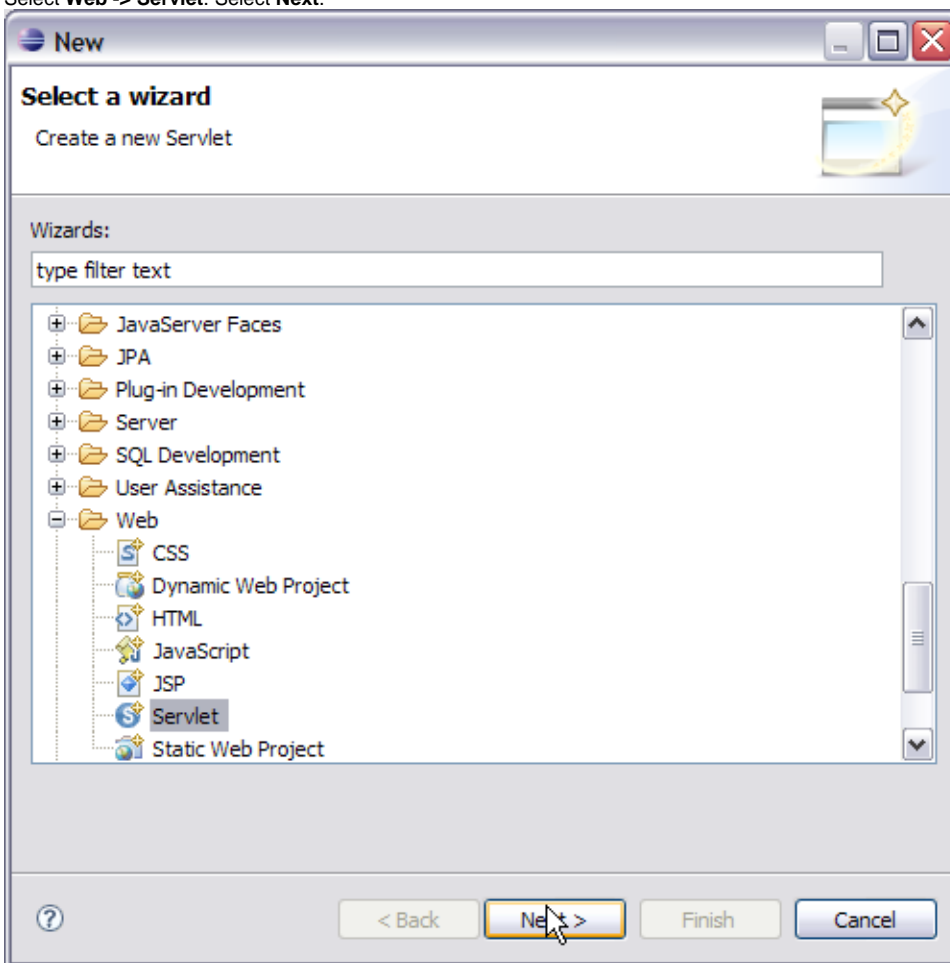 Select Web -> Servlet. Select Next.
New
Select a wizard
Create a new Servlet
Wizards:
type filter text
JavaServer Faces
JPA
Plug-in Development
Server
SQL Development
User Assistance
Web
CSS
Dynamic Web Project
HTML
JavaScript
JSP
Servlet
Static Web Project
? < Back Next > Finish Cancel